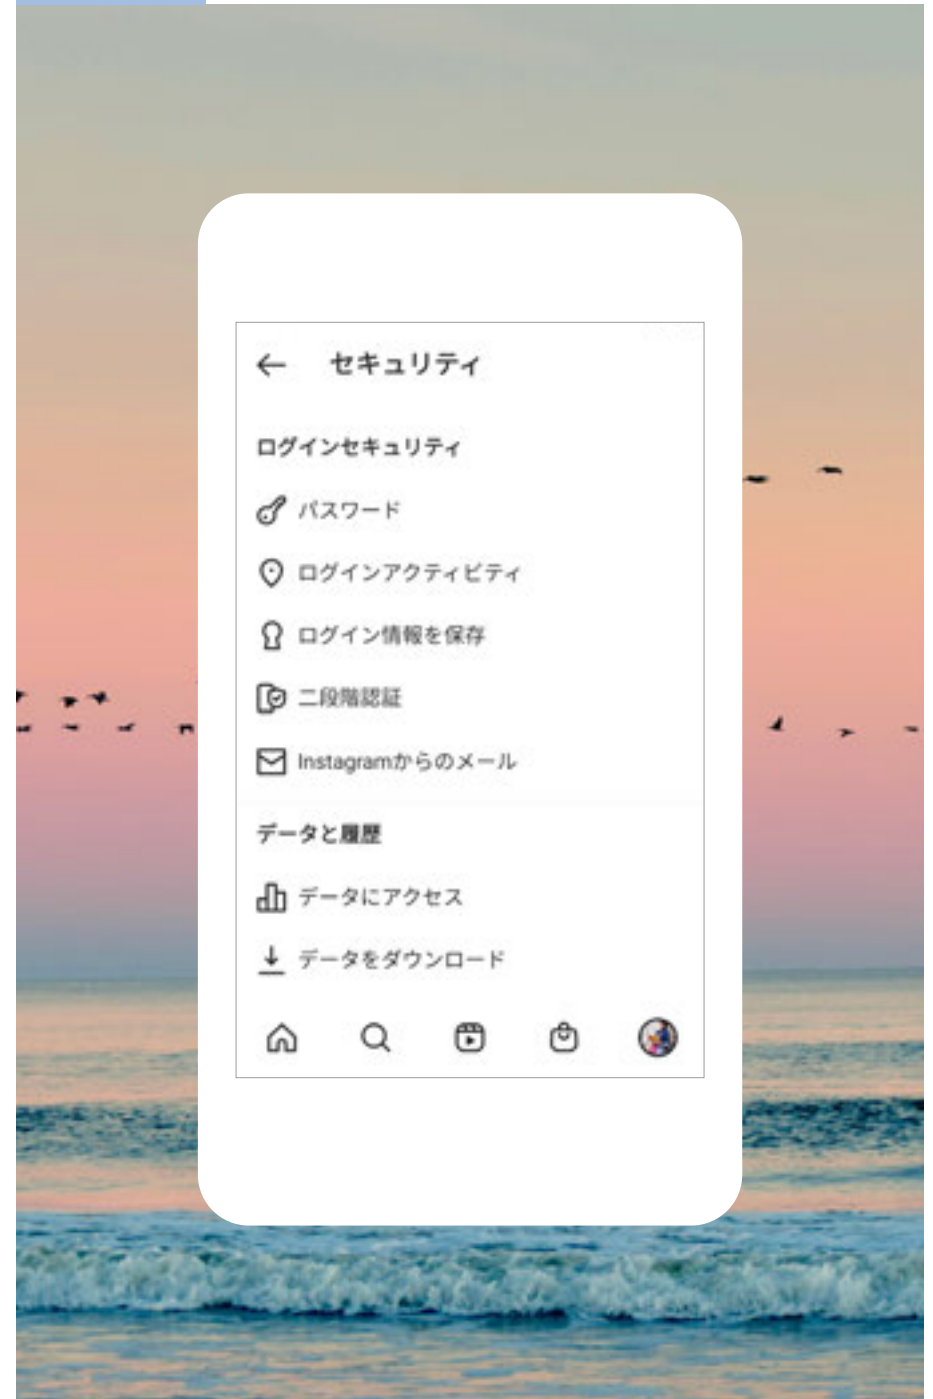 セキュリティ
ログインセキュリティ
パスワード
ログインアクティビティ
ログイン情報を保存
二段階認証
Instagramからのメール
データと履歴
データにアクセス
データをダウンロード